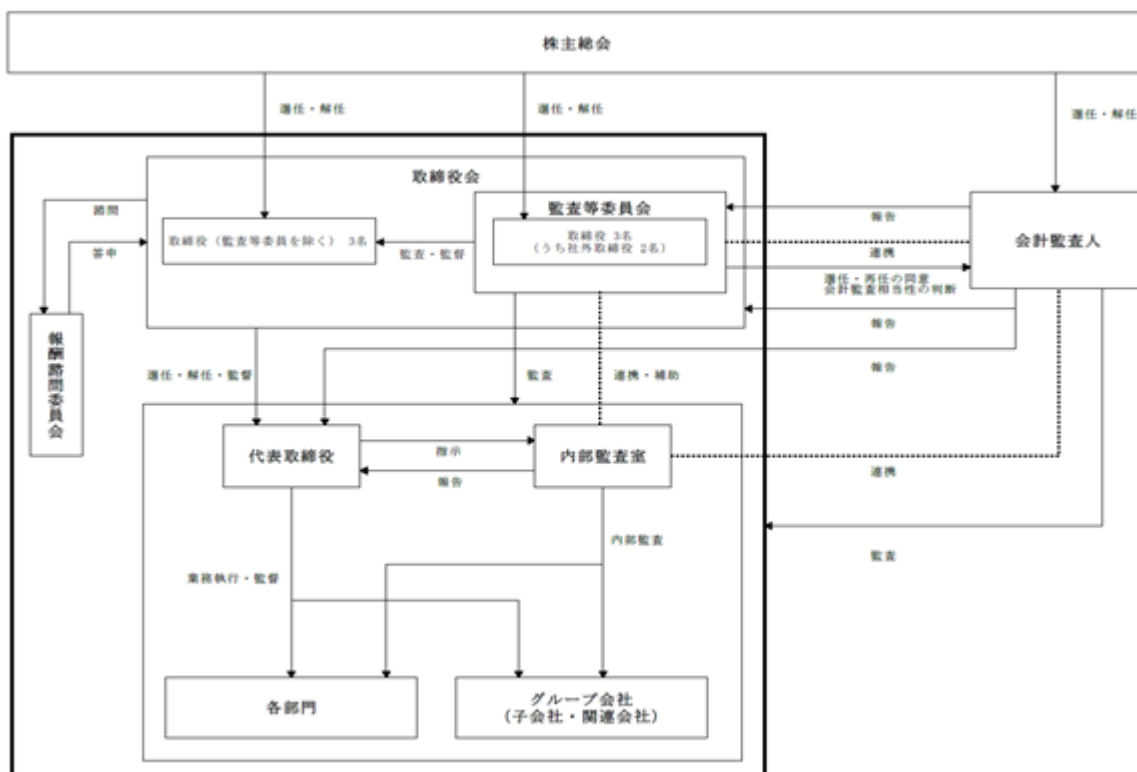 株主総会
選任・解任
選任・解任
選任・解任
取締役会
監査等委員会
諮問
取締役（監査等委員を除く） 3名
取締役 3名
（うち社外取締役 2名）
報告
会計監査人
答申
監査・監督
連携
選任・再任の同意
会計監査相当性の判断
報酬諮問委員会
報告
報告
選任・解任・監督
監査
連携・補助
代表取締役
指示
内部監査室
報告
連携
内部監査
監査
業務執行・監督
各部門
グループ会社
（子会社・関連会社）